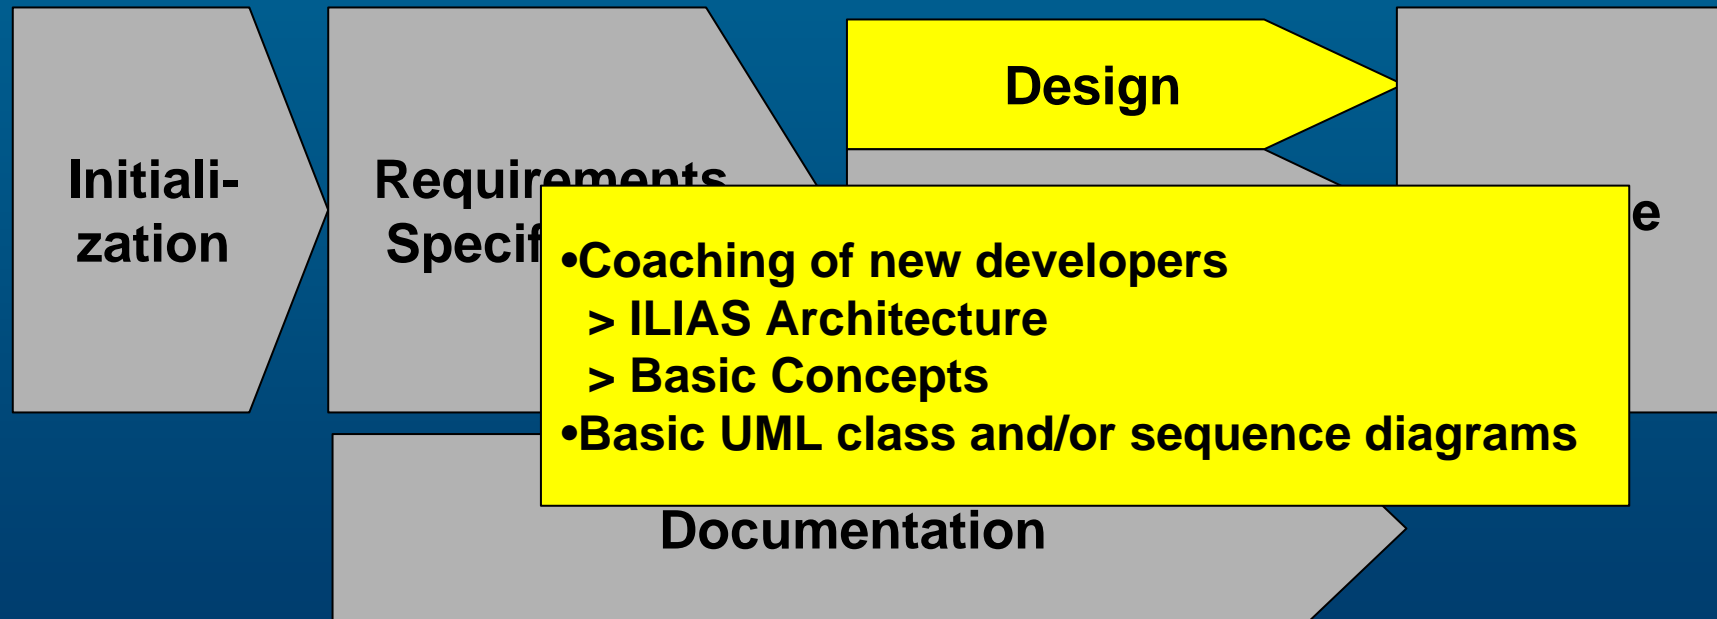 Design
Initiali-
zation
Requirements
Specif
e
•Coaching of new developers
> ILIAS Architecture
> Basic Concepts
•Basic UML class and/or sequence diagrams
Documentation